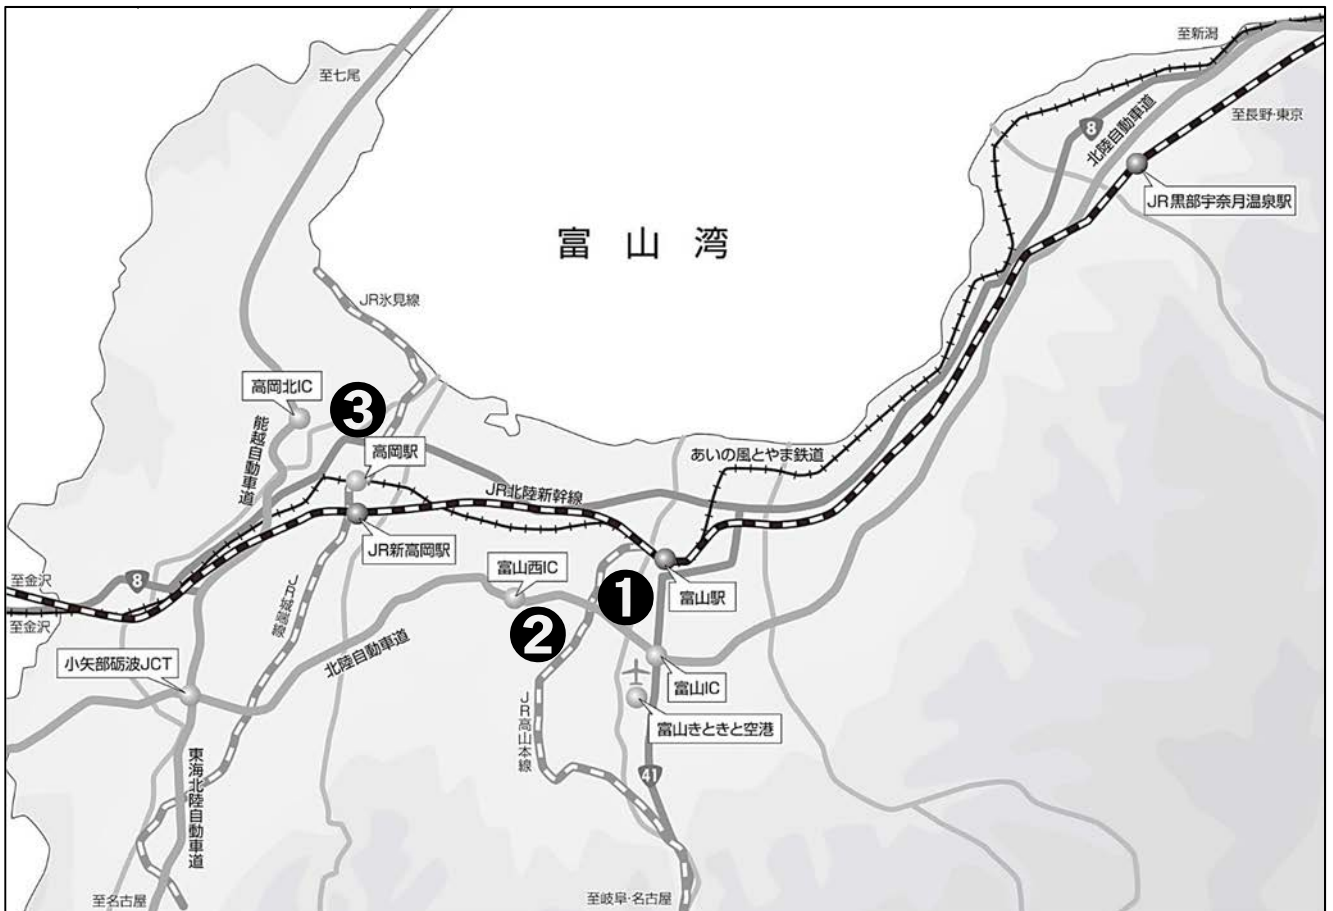 至新潟
至七尾
8
北陸自動車道
至長野・東京
JR黒部宇奈月温泉駅
富山湾
JR氷見線
高岡北IC
3
能越自動車道
高岡駅
あいの風とやま鉄道
JR北陸新幹線
JR新高岡駅
富山西IC
至金沢
8
1
富山駅
至金沢
JR城端線
2
北陸自動車道
小矢部砺波JCT
富山IC
JR高山本線
富山きときと空港
東海北陸自動車道
41
至名古屋
至岐阜・名古屋